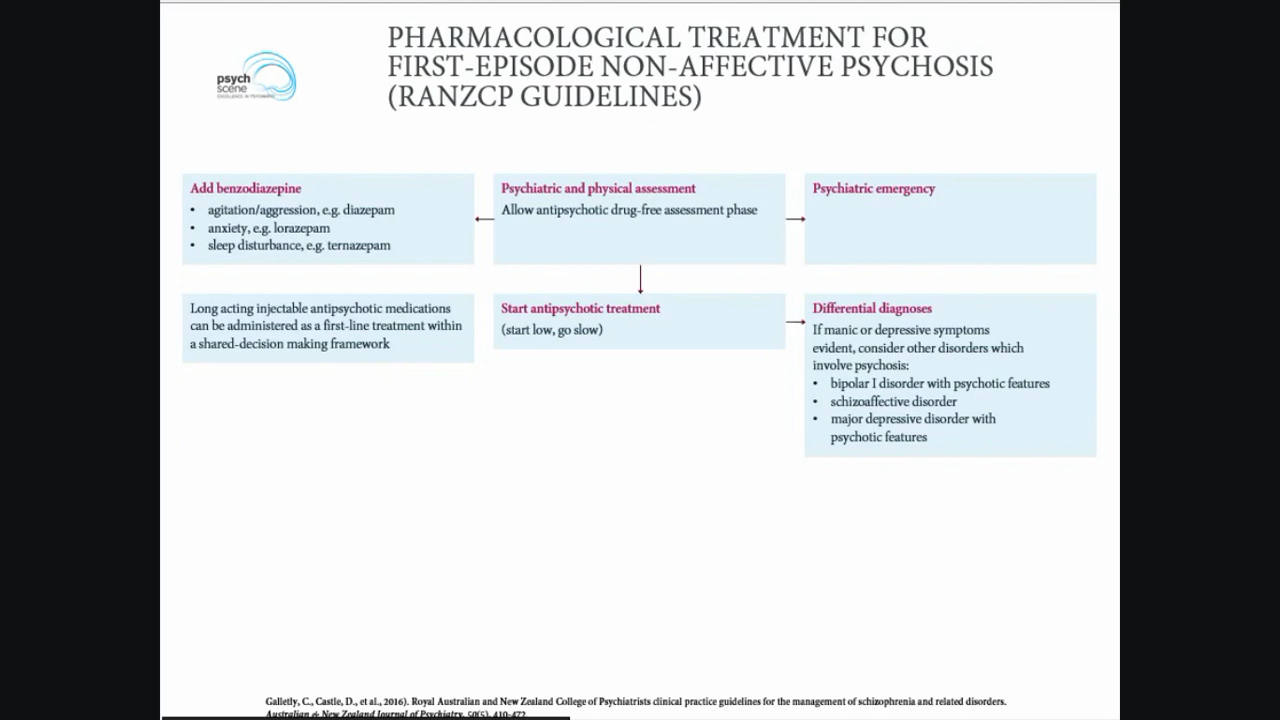 psych
scene
EXCELLENCE IN PSYCHIATRY
PHARMACOLOGICAL TREATMENT FOR
FIRST-EPISODE NON-AFFECTIVE PSYCHOSIS
(RANZCP GUIDELINES)
Add benzodiazepine
• agitation/aggression, e.g. diazepam
• anxiety, e.g. lorazepam
• sleep disturbance, e.g. ternazepam
Psychiatric and physical assessment
Allow antipsychotic drug-free assessment phase
Psychiatric emergency
Long acting injectable antipsychotic medications
can be administered as a first-line treatment within
a shared-decision making framework
Start antipsychotic treatment
(start low, go slow)
Differential diagnoses
If manic or depressive symptoms
evident, consider other disorders which
involve psychosis:
• bipolar I disorder with psychotic features
• schizoaffective disorder
• major depressive disorder with
psychotic features
Galletly, C., Castle, D., et al., 2016). Royal Australian and New Zealand College of Psychiatrists clinical practice guidelines for the management of schizophrenia and related disorders.
Australian & New Zealand Journal of Psychiatry, 50(5), 410-472.